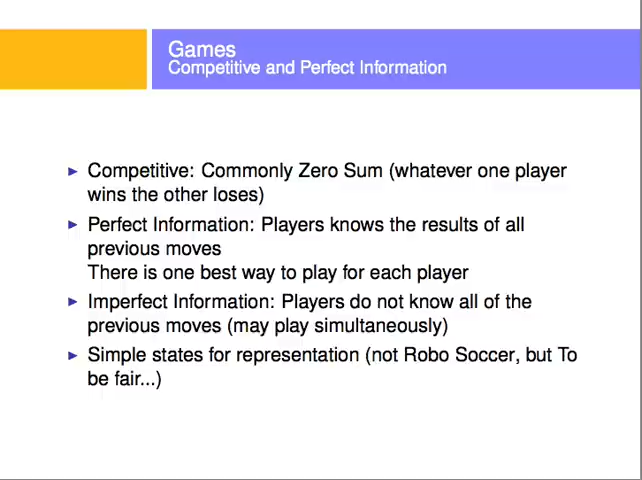 Games
Competitive and Perfect Information
Competitive: Commonly Zero Sum (whatever one player
wins the other loses)
Perfect Information: Players knows the results of all
previous moves
There is one best way to play for each player
Imperfect Information: Players do not know all of the
previous moves (may play simultaneously)
Simple states for representation (not Robo Soccer, but To
be fair...)